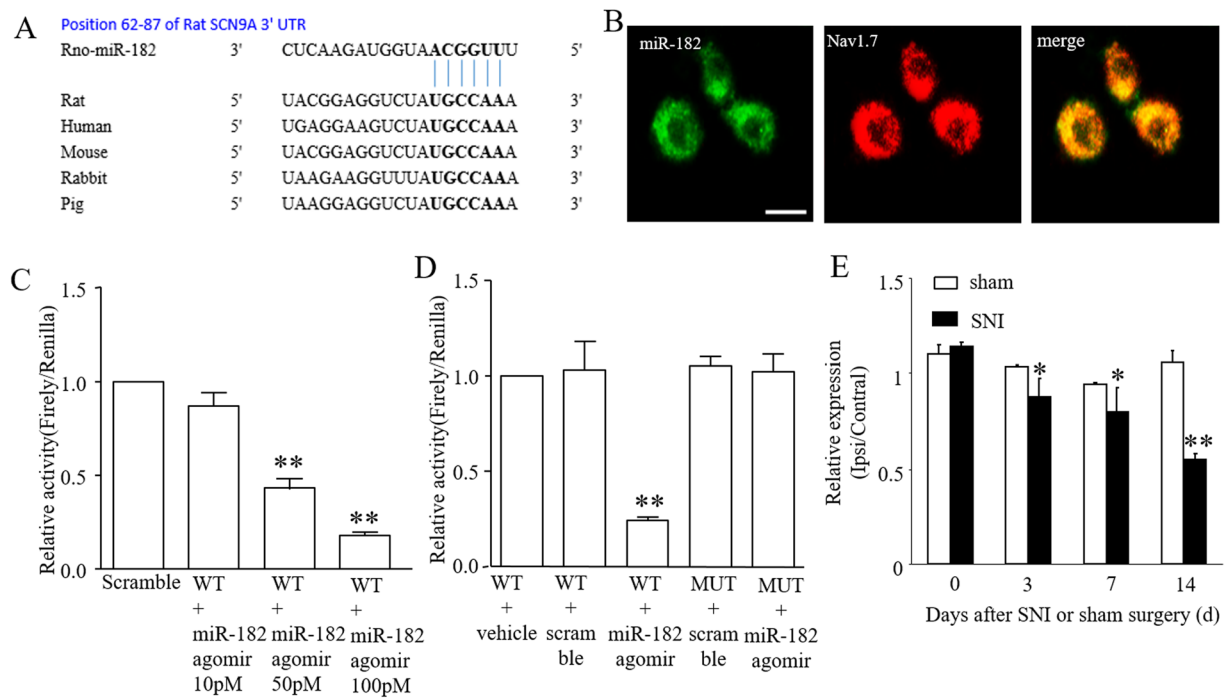 A
Position 62-87 of Rat SCN9A 3' UTR
Rno-miR-182 3' CUCAAGAUGGUAACGGUUU 5'
Rat 5' UACGGAGGUCUAUGCCAAA 3'
Human 5' UGAGGAAGUCUAUGCCAAA 3'
Mouse 5' UACGGAGGUCUAUGCCAAA 3'
Rabbit 5' UAAGAAGGUUUAUGCCAAA 3'
Pig 5' UAAGGAGGUCUAUGCCAAA 3'
B
miR-182
Nav1.7
merge
C
Relative activity(Firely/Renilla)
1.5
1.0
0.5
0.0
**
**
Scramble
WT
+
miR-182
agomir
10pM
WT
+
miR-182
agomir
50pM
WT
+
miR-182
agomir
100pM
D
Relative activity(Firely/Renilla)
1.5
1.0
0.5
0.0
**
WT
+
vehicle
WT
+
scram
ble
WT
+
miR-182
agomir
MUT
+
scram
ble
MUT
+
miR-182
agomir
E
sham
SNI
Relative expression
(Ipsi/Contral)
1.5
1
0.5
0
*
*
**
0 3 7 14
Days after SNI or sham surgery (d)